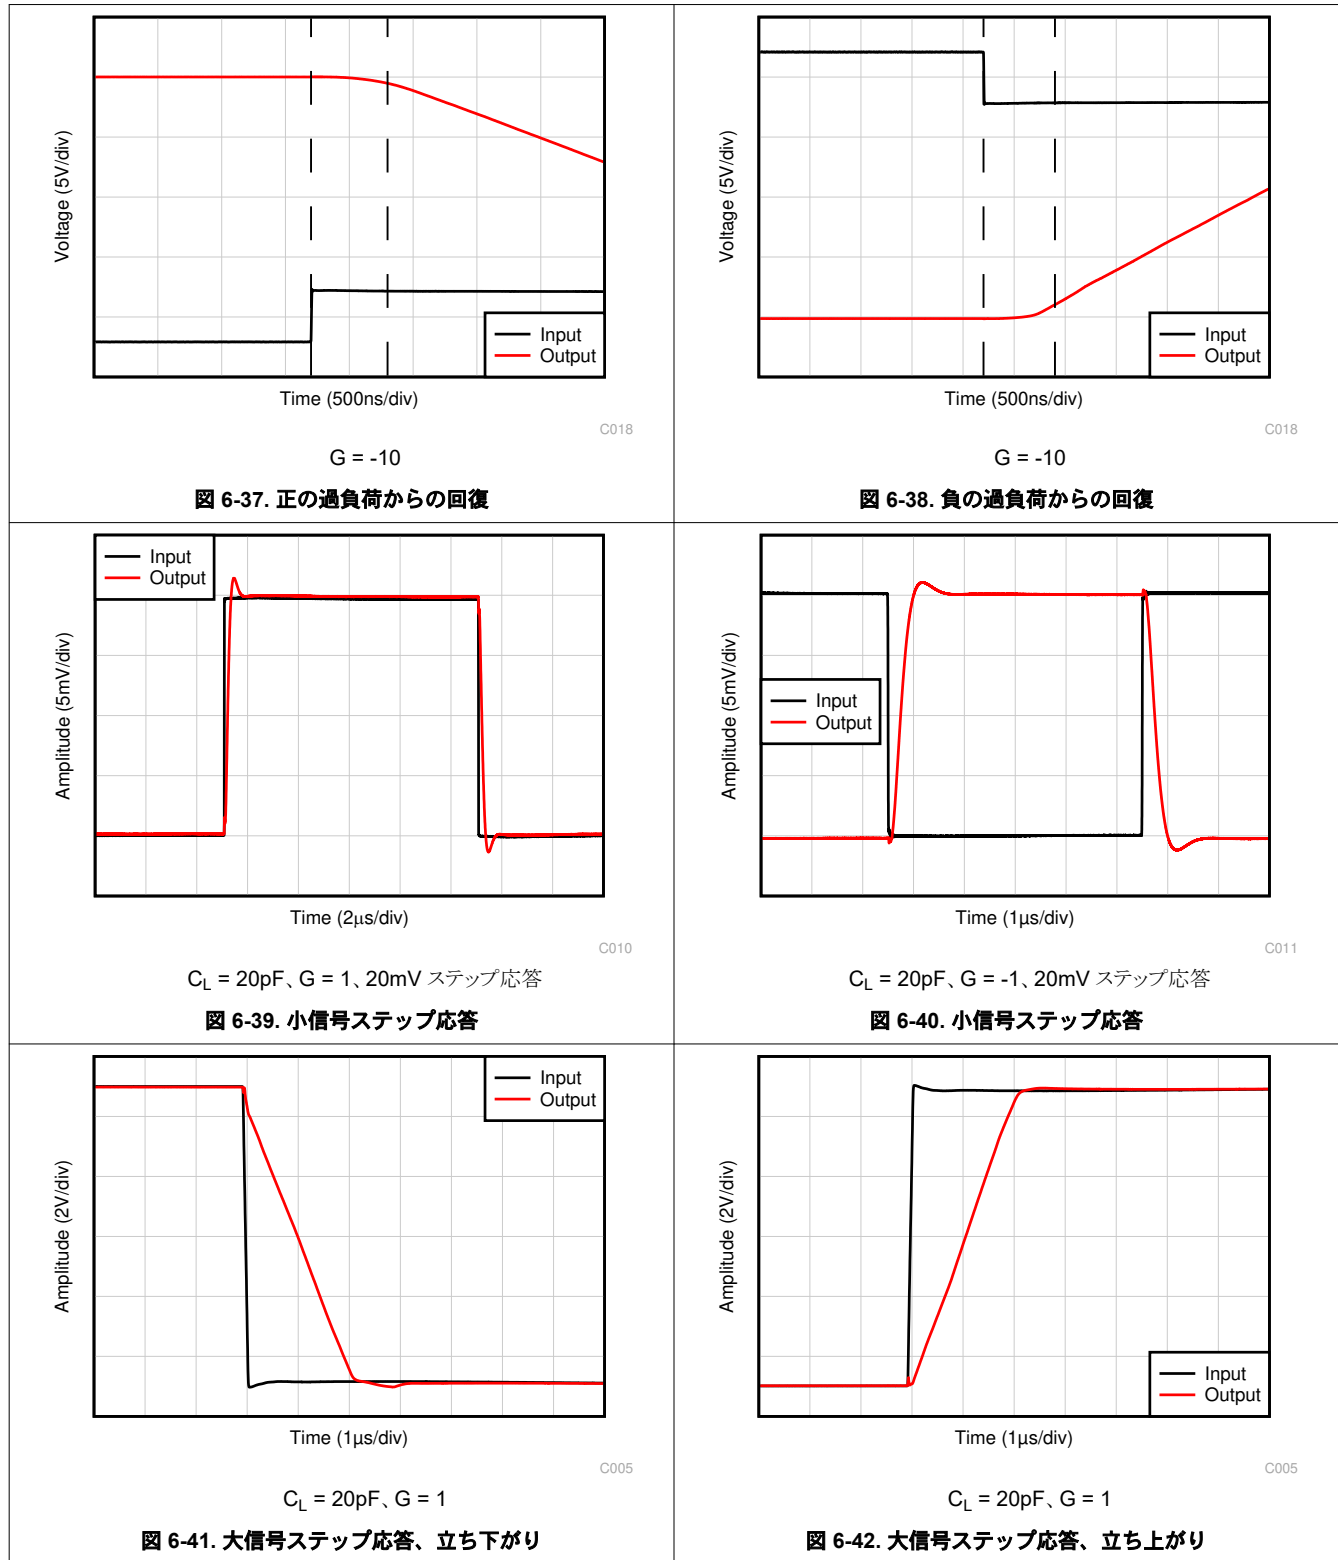 Voltage (5V/div)
Input
Output
Time (500ns/div)
C018
G = -10
図 6-37. 正の過負荷からの回復
Voltage (5V/div)
Input
Output
Time (500ns/div)
C018
G = -10
図 6-38. 負の過負荷からの回復
Input
Output
Amplitude (5mV/div)
Time (2μs/div)
C010
CL = 20pF、G = 1、20mV ステップ応答
図 6-39. 小信号ステップ応答
Amplitude (5mV/div)
Input
Output
Time (1μs/div)
C011
CL = 20pF、G = -1、20mV ステップ応答
図 6-40. 小信号ステップ応答
Input
Output
Amplitude (2V/div)
Time (1μs/div)
C005
CL = 20pF、G = 1
図 6-41. 大信号ステップ応答、立ち下がり
Amplitude (2V/div)
Input
Output
Time (1μs/div)
C005
CL = 20pF、G = 1
図 6-42. 大信号ステップ応答、立ち上がり